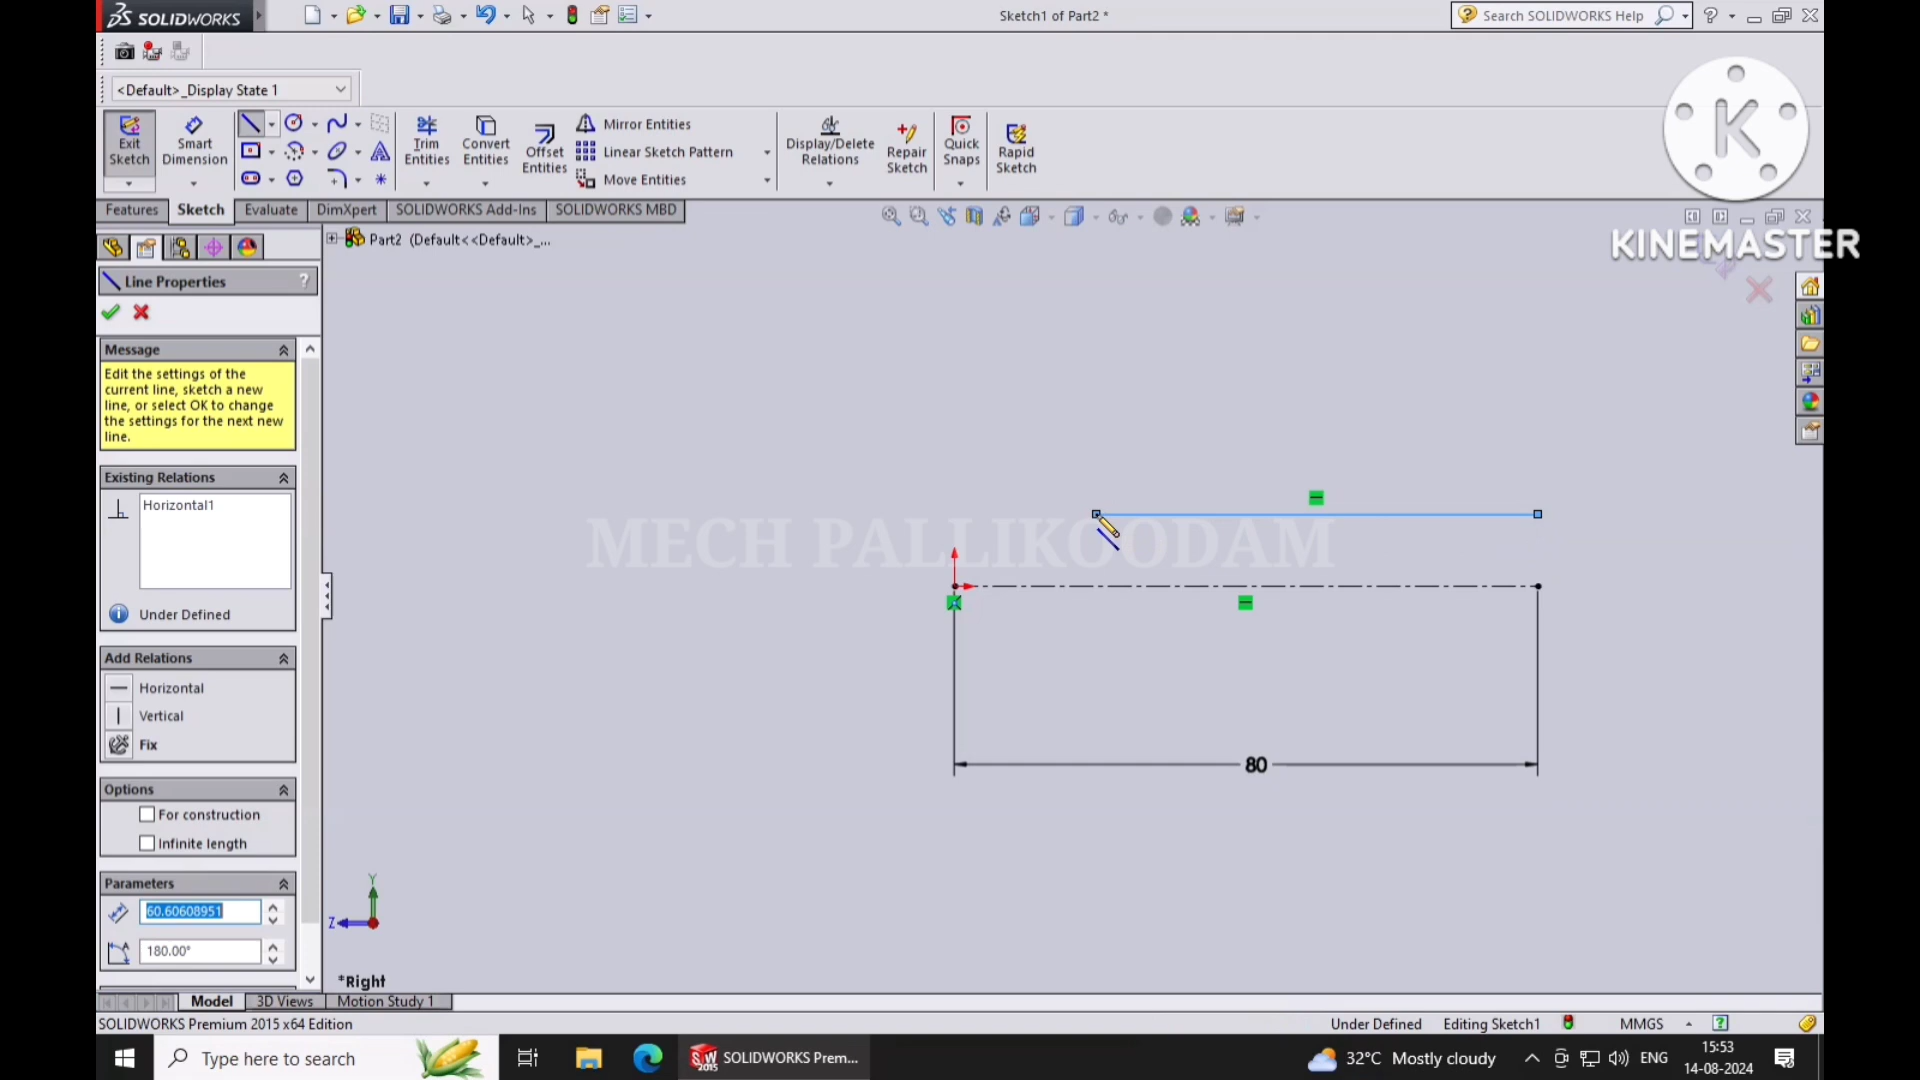 SOLIDWORKS
Sketch1 of Part2 *
Search SOLIDWORKS Help
<Default>_Display State 1
Exit Sketch
Smart Dimension
Trim Entities
Convert Entities
Offset Entities
Mirror Entities
Linear Sketch Pattern
Move Entities
Display/Delete Relations
Repair Sketch
Quick Snaps
Rapid Sketch
K
KINEMASTER
Features
Sketch
Evaluate
DimXpert
SOLIDWORKS Add-Ins
SOLIDWORKS MBD
Part2 (Default<<Default>_...
Line Properties
?
Message
Edit the settings of the
current line, sketch a new
line, or select OK to change
the settings for the next new
line.
Existing Relations
Horizontal1
Under Defined
Add Relations
Horizontal
Vertical
Fix
Options
For construction
Infinite length
Parameters
60.60608951
180.00°
MECH PALLIKOODAM
80
Y
Z
*Right
Model
3D Views
Motion Study 1
SOLIDWORKS Premium 2015 x64 Edition
Under Defined
Editing Sketch1
MMGS
Type here to search
SOLIDWORKS Prem...
32°C Mostly cloudy
ENG
15:53
14-08-2024